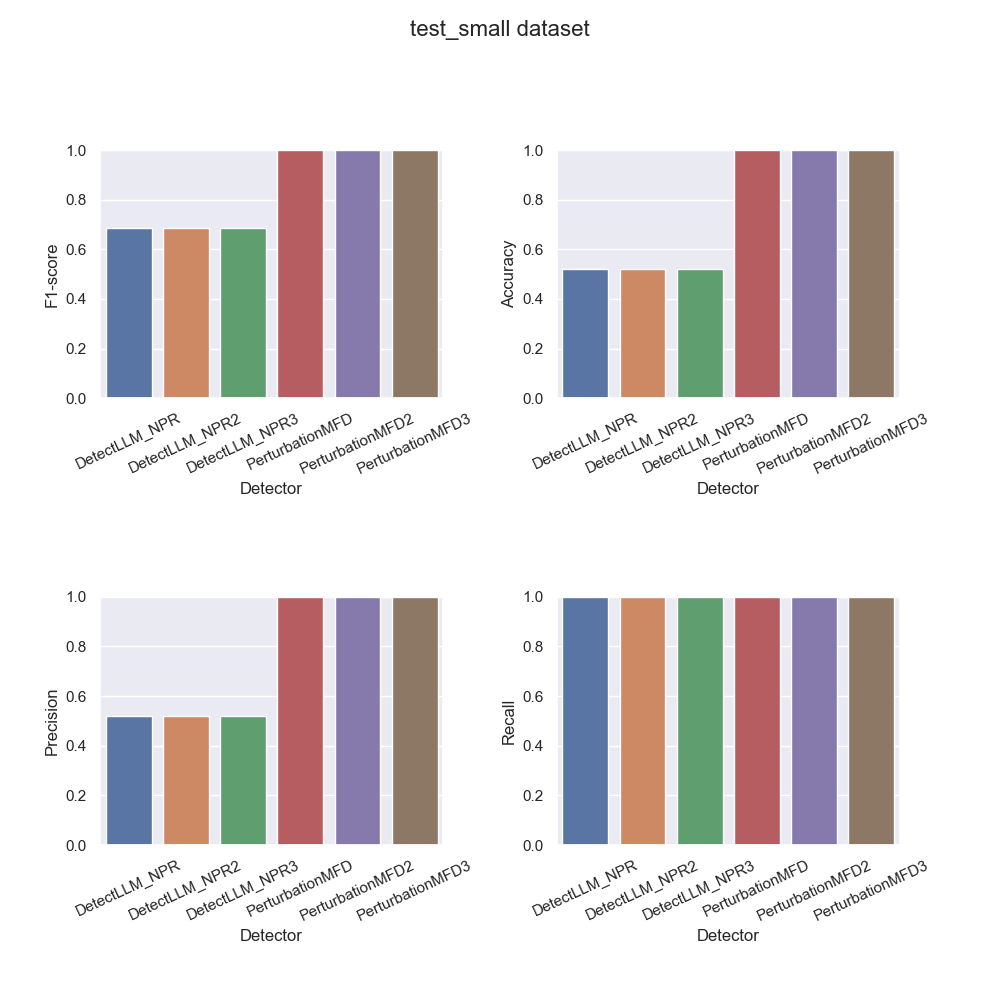 test_small dataset
1.0
0.8
0.6
0.4
0.2
0.0
F1-score
DetectLLM_NPR
DetectLLM_NPR2
DetectLLM_NPR3
PerturbationMFD
PerturbationMFD2
PerturbationMFD3
Detector
1.0
0.8
0.6
0.4
0.2
0.0
Accuracy
DetectLLM_NPR
DetectLLM_NPR2
DetectLLM_NPR3
PerturbationMFD
PerturbationMFD2
PerturbationMFD3
Detector
1.0
0.8
0.6
0.4
0.2
0.0
Precision
DetectLLM_NPR
DetectLLM_NPR2
DetectLLM_NPR3
PerturbationMFD
PerturbationMFD2
PerturbationMFD3
Detector
1.0
0.8
0.6
0.4
0.2
0.0
Recall
DetectLLM_NPR
DetectLLM_NPR2
DetectLLM_NPR3
PerturbationMFD
PerturbationMFD2
PerturbationMFD3
Detector